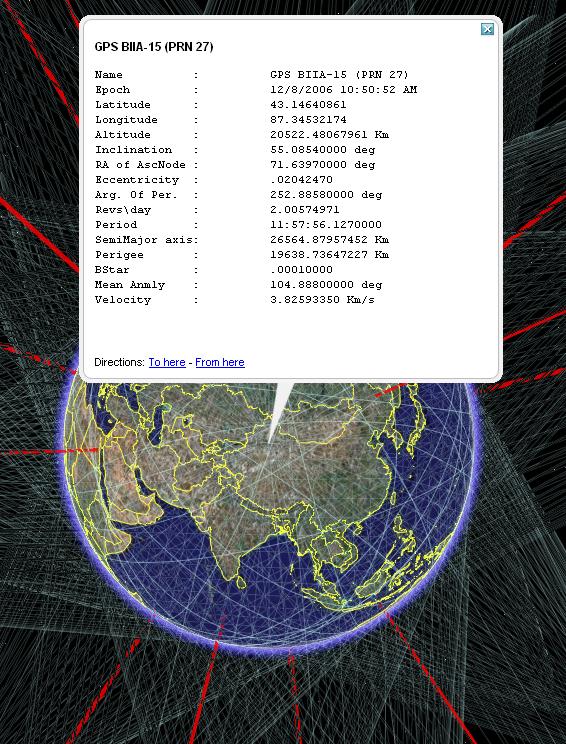 GPS BIIA-15 (PRN 27)
Name : GPS BIIA-15 (PRN 27)
Epoch : 12/8/2006 10:50:52 AM
Latitude : 43.14640861
Longitude : 87.34532174
Altitude : 20522.48067961 Km
Inclination : 55.08540000 deg
RA of AscNode : 71.63970000 deg
Eccentricity : .02042470
Arg. Of Per. : 252.88580000 deg
Revs\day : 2.00574971
Period : 11:57:56.1270000
SemiMajor axis: 26564.87957452 Km
Perigee : 19638.73647227 Km
BStar : .00010000
Mean Anmly : 104.88800000 deg
Velocity : 3.82593350 Km/s
Directions: To here - From here